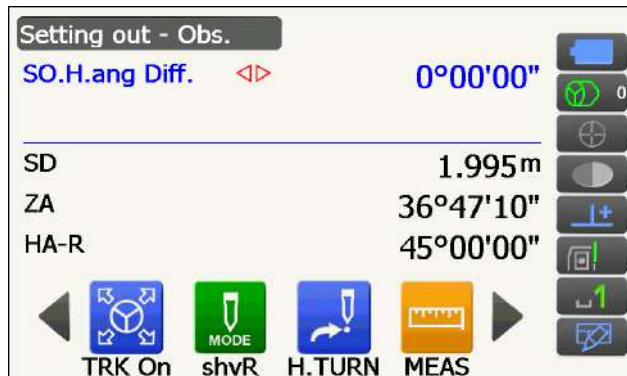 Setting out - Obs.
SO.H.ang Diff. ◁▷ 0°00'00"
SD 1.995 m
ZA 36°47'10"
HA-R 45°00'00"
MODE
TRK On shvR H.TURN MEAS
0
1